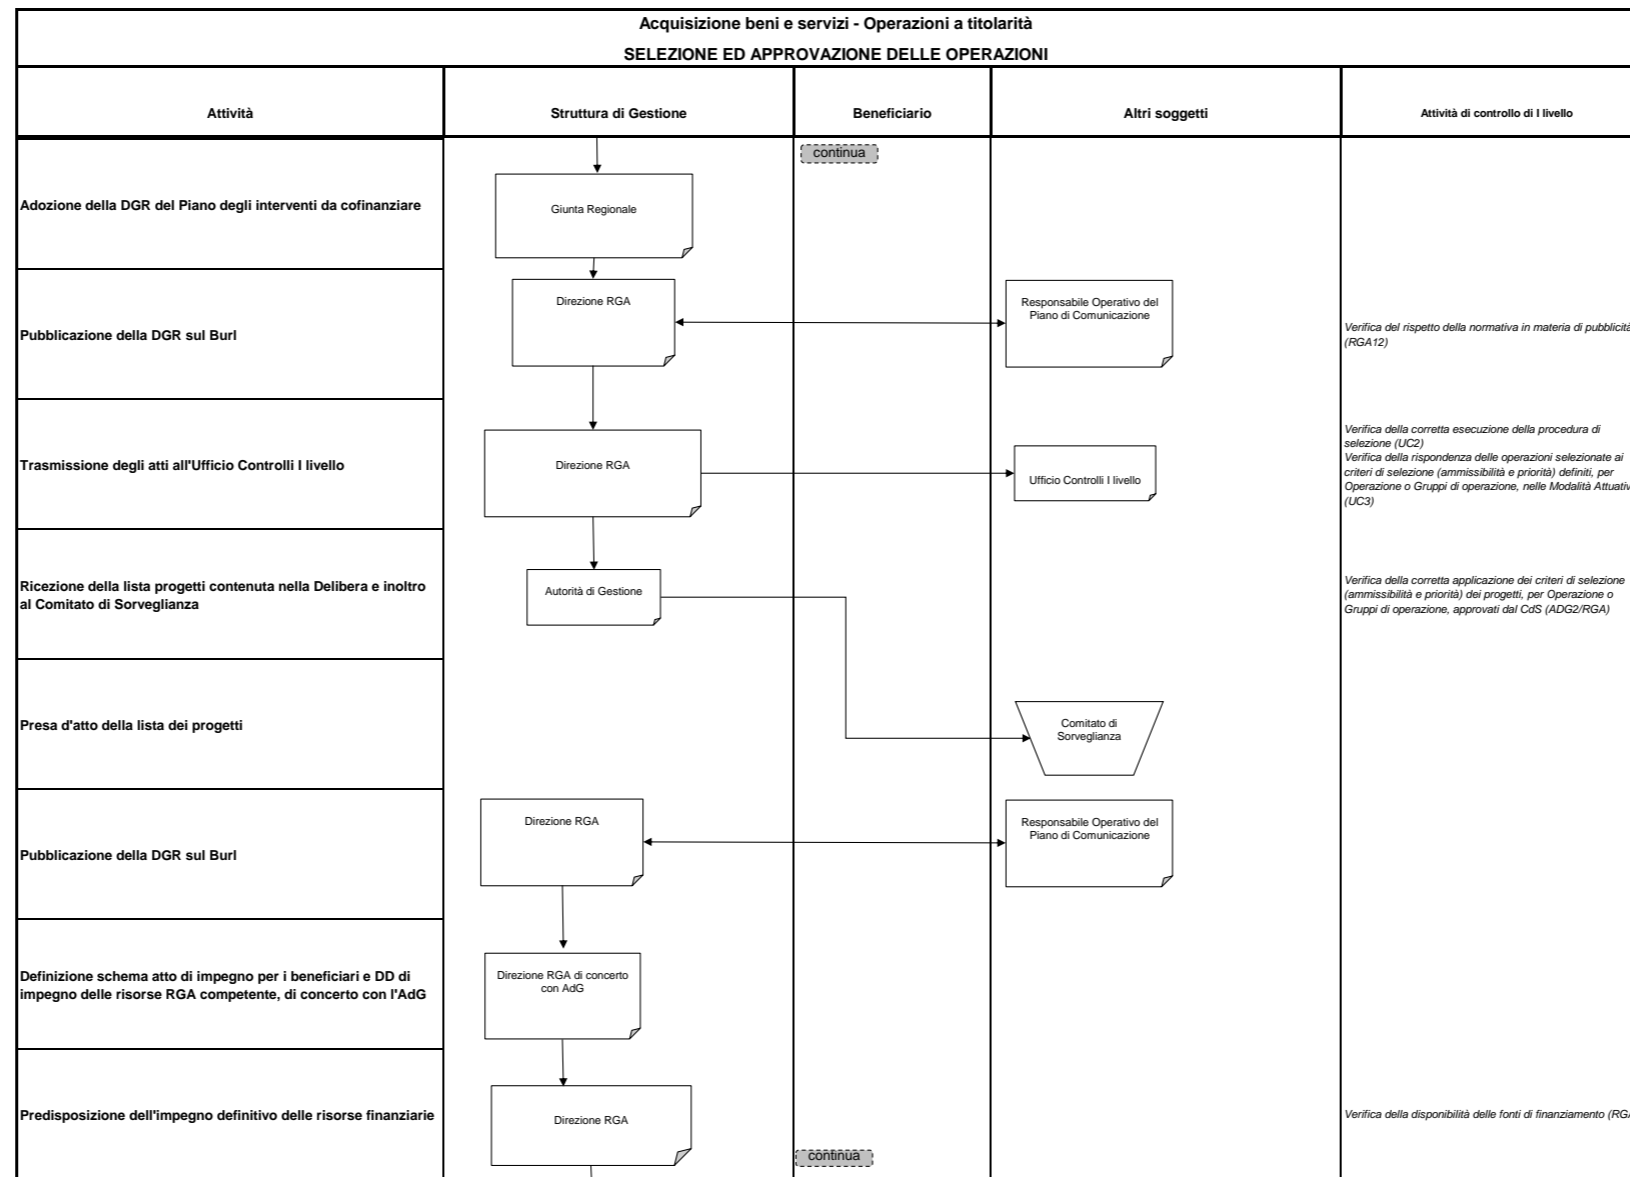 Acquisizione beni e servizi - Operazioni a titolarità
SELEZIONE ED APPROVAZIONE DELLE OPERAZIONI
Attività
Struttura di Gestione
Beneficiario
Altri soggetti
Attività di controllo di I livello
continua
Adozione della DGR del Piano degli interventi da cofinanziare
Giunta Regionale
Pubblicazione della DGR sul Burl
Direzione RGA
Responsabile Operativo del
Piano di Comunicazione
Verifica del rispetto della normativa in materia di pubblicità
(RGA12)
Trasmissione degli atti all'Ufficio Controlli I livello
Direzione RGA
Ufficio Controlli I livello
Verifica della corretta esecuzione della procedura di
selezione (UC2)
Verifica della rispondenza delle operazioni selezionate ai
criteri di selezione (ammissibilità e priorità) definiti, per
Operazione o Gruppi di operazione, nelle Modalità Attuativ
(UC3)
Ricezione della lista progetti contenuta nella Delibera e inoltro
al Comitato di Sorveglianza
Autorità di Gestione
Verifica della corretta applicazione dei criteri di selezione
(ammissibilità e priorità) dei progetti, per Operazione o
Gruppi di operazione, approvati dal CdS (ADG2/RGA)
Presa d'atto della lista dei progetti
Comitato di
Sorveglianza
Pubblicazione della DGR sul Burl
Direzione RGA
Responsabile Operativo del
Piano di Comunicazione
Definizione schema atto di impegno per i beneficiari e DD di
impegno delle risorse RGA competente, di concerto con l'AdG
Direzione RGA di concerto
con AdG
Predisposizione dell'impegno definitivo delle risorse finanziarie
Direzione RGA
Verifica della disponibilità delle fonti di finanziamento (RG
continua